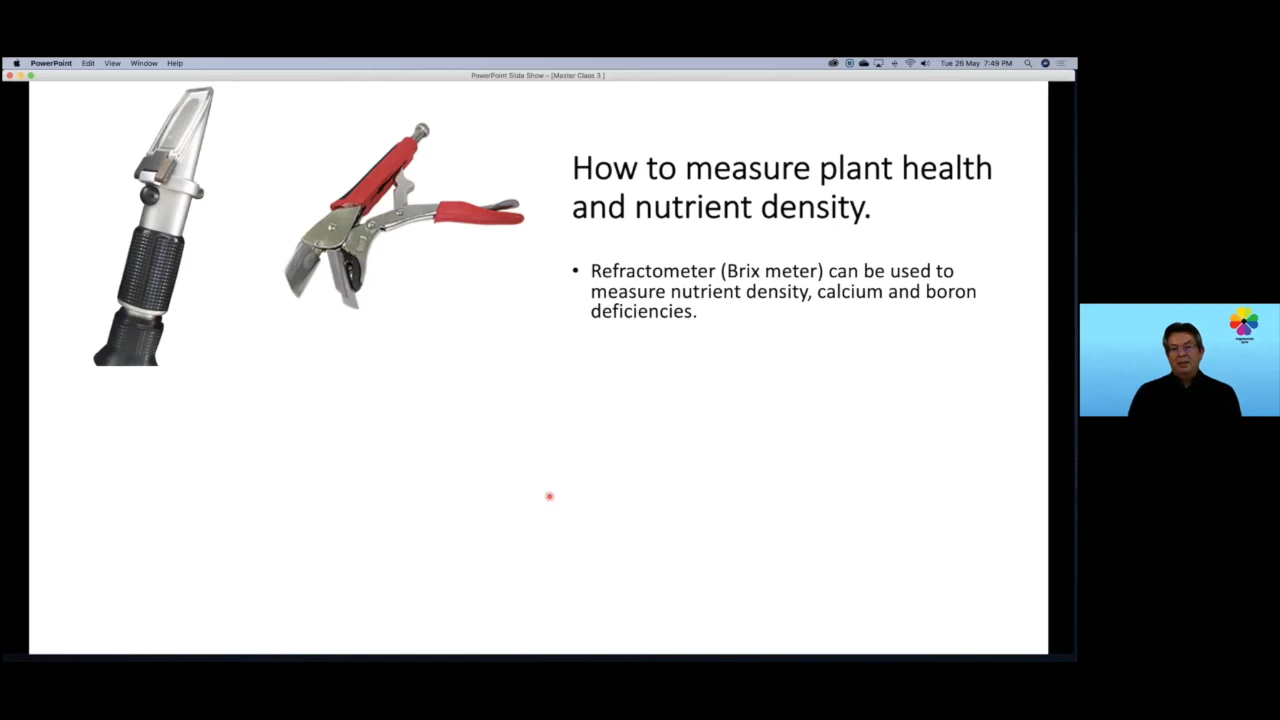 PowerPoint Edit View Window Help
Tue 26 May 7:49 PM
PowerPoint Slide Show - [Master Class 3 ]
How to measure plant health
and nutrient density.
• Refractometer (Brix meter) can be used to
measure nutrient density, calcium and boron
deficiencies.